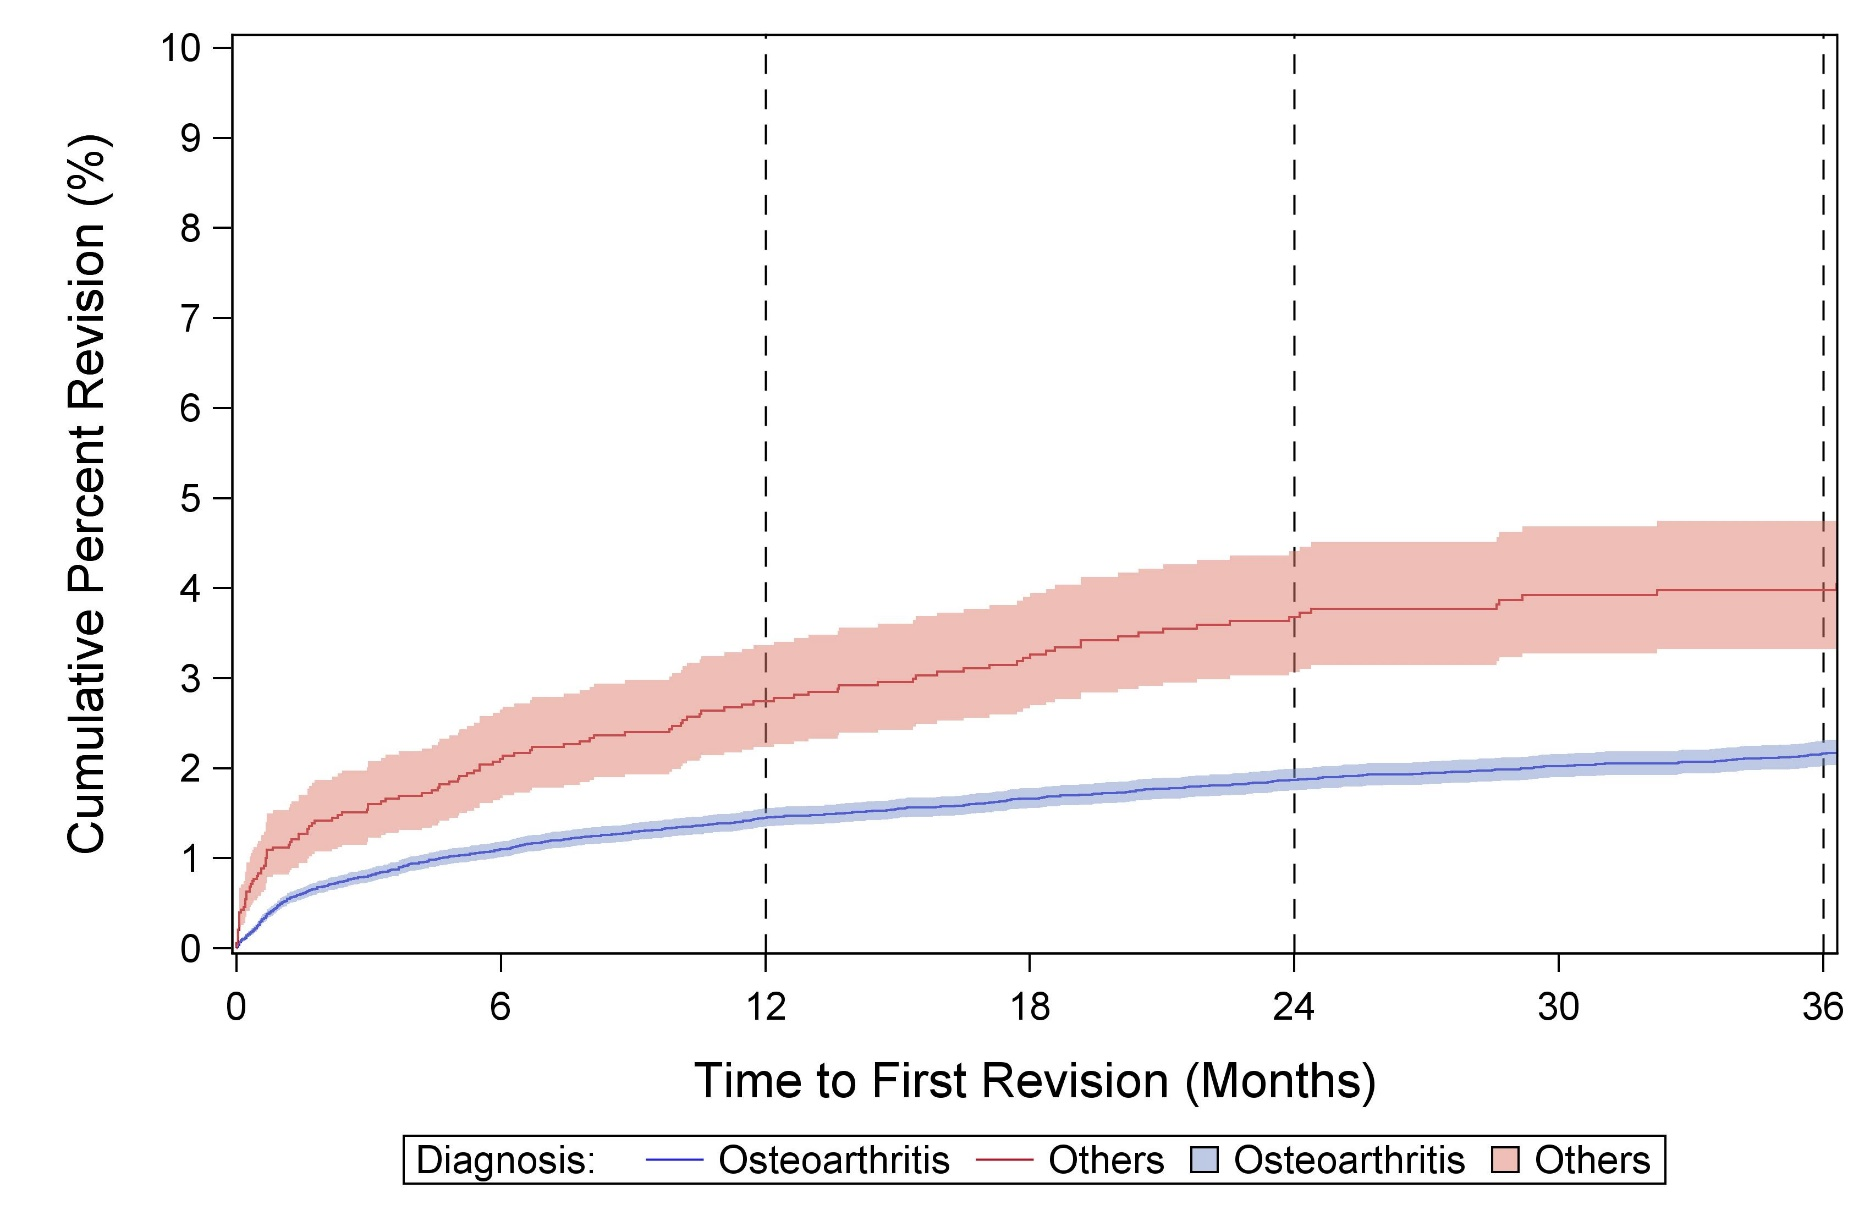 10
9
8
7
6
5
4
3
2
1
0
Cumulative Percent Revision (%)
0 6 12 18 24 30 36
Time to First Revision (Months)
Diagnosis: Osteoarthritis Others Osteoarthritis Others